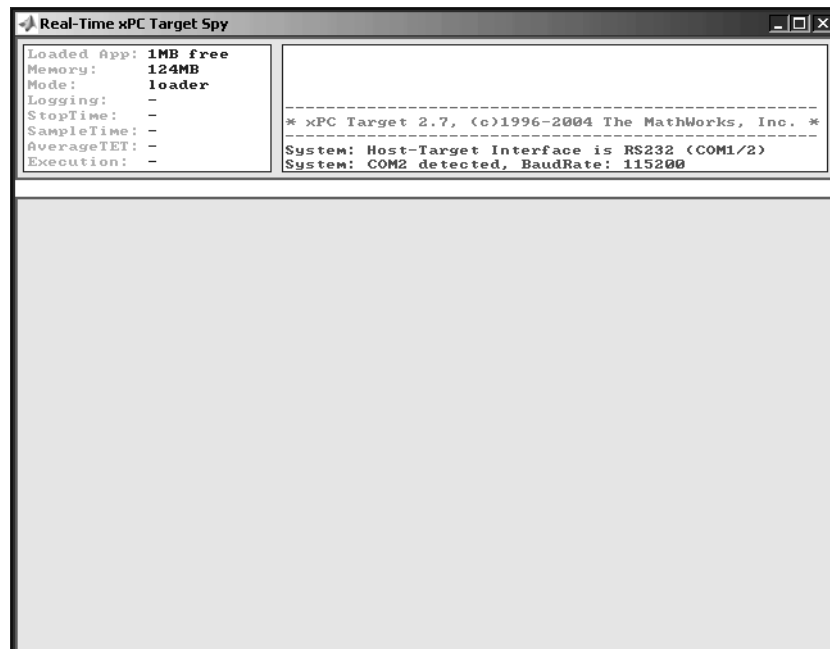 Real-Time xPC Target Spy
Loaded App: 1MB free
Memory: 124MB
Mode: loader
Logging: -
StopTime: -
SampleTime: -
AverageTET: -
Execution: -
* xPC Target 2.7, (c)1996-2004 The MathWorks, Inc. *
System: Host-Target Interface is RS232 (COM1/2)
System: COM2 detected, BaudRate: 115200